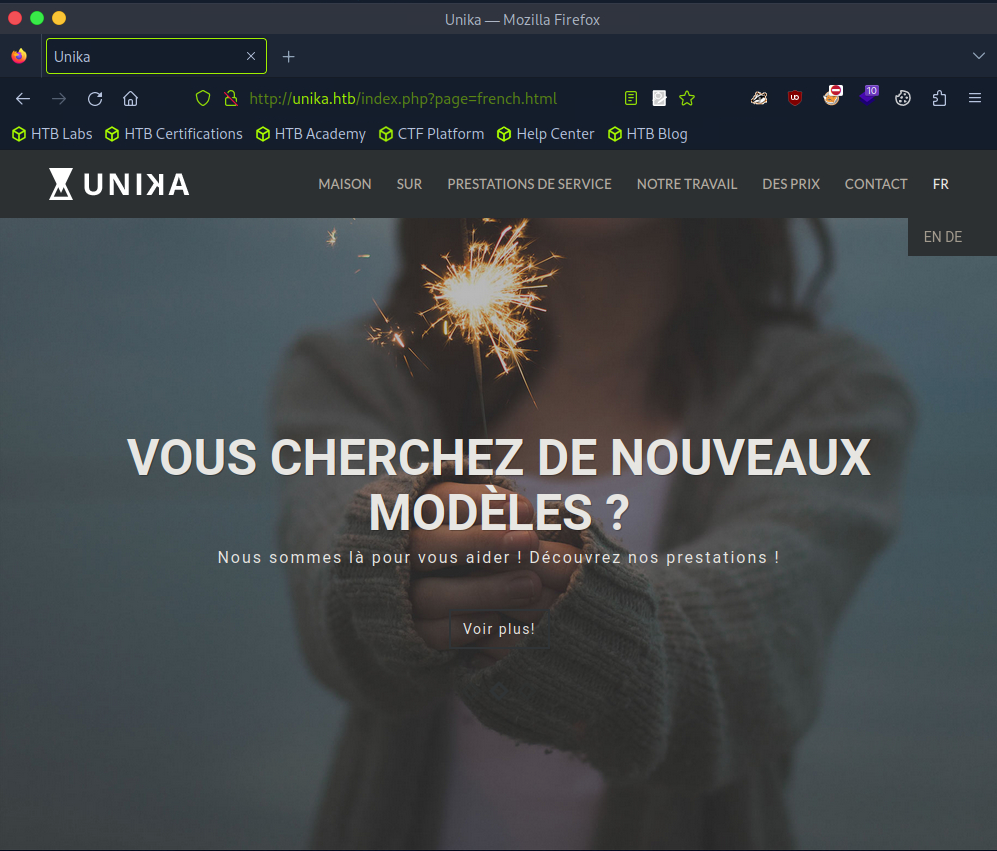 Unika — Mozilla Firefox
Unika
http://unika.htb/index.php?page=french.html
10
HTB Labs HTB Certifications HTB Academy CTF Platform Help Center HTB Blog
UNIKA MAISON SUR PRESTATIONS DE SERVICE NOTRE TRAVAIL DES PRIX CONTACT FR
EN DE
VOUS CHERCHEZ DE NOUVEAUX
MODÈLES ?
Nous sommes là pour vous aider ! Découvrez nos prestations !
Voir plus!